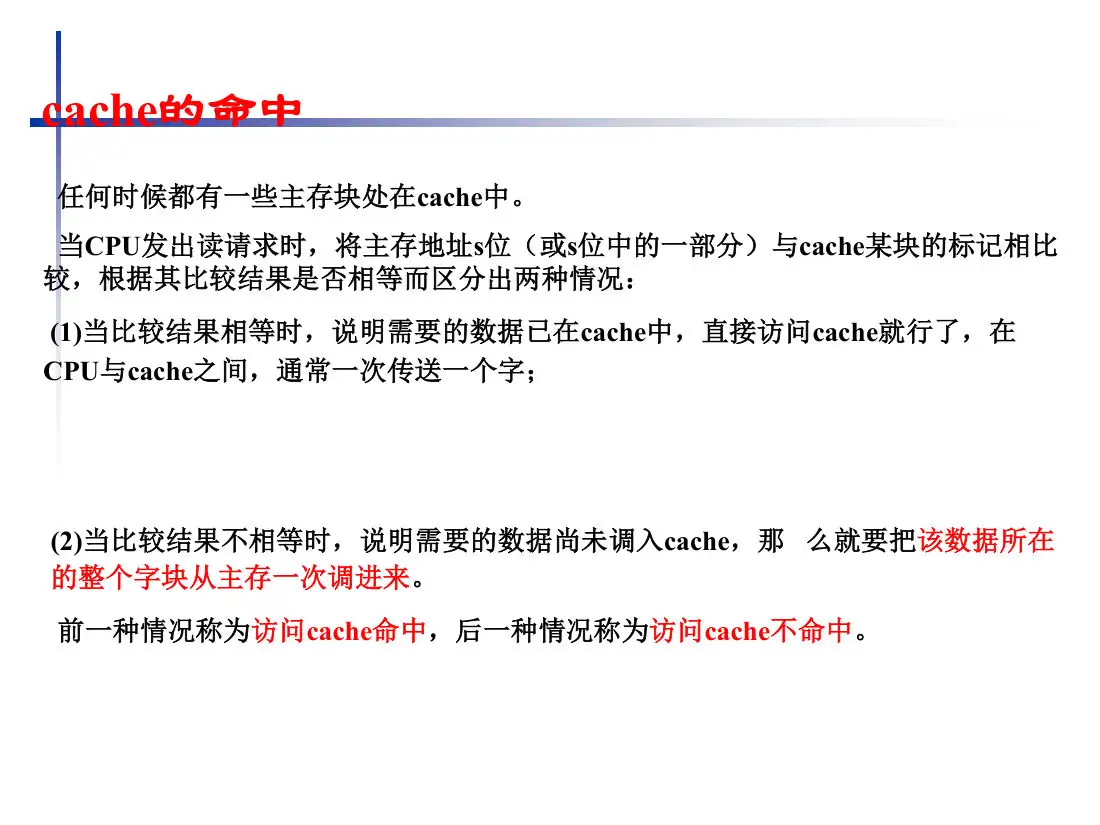 cache的命中
任何时候都有一些主存块处在cache中。
当CPU发出读请求时，将主存地址s位（或s位中的一部分）与cache某块的标记相比
较，根据其比较结果是否相等而区分出两种情况：
(1)当比较结果相等时，说明需要的数据已在cache中，直接访问cache就行了，在
CPU与cache之间，通常一次传送一个字；
(2)当比较结果不相等时，说明需要的数据尚未调入cache，那 么就要把该数据所在
的整个字块从主存一次调进来。
前一种情况称为访问cache命中，后一种情况称为访问cache不命中。